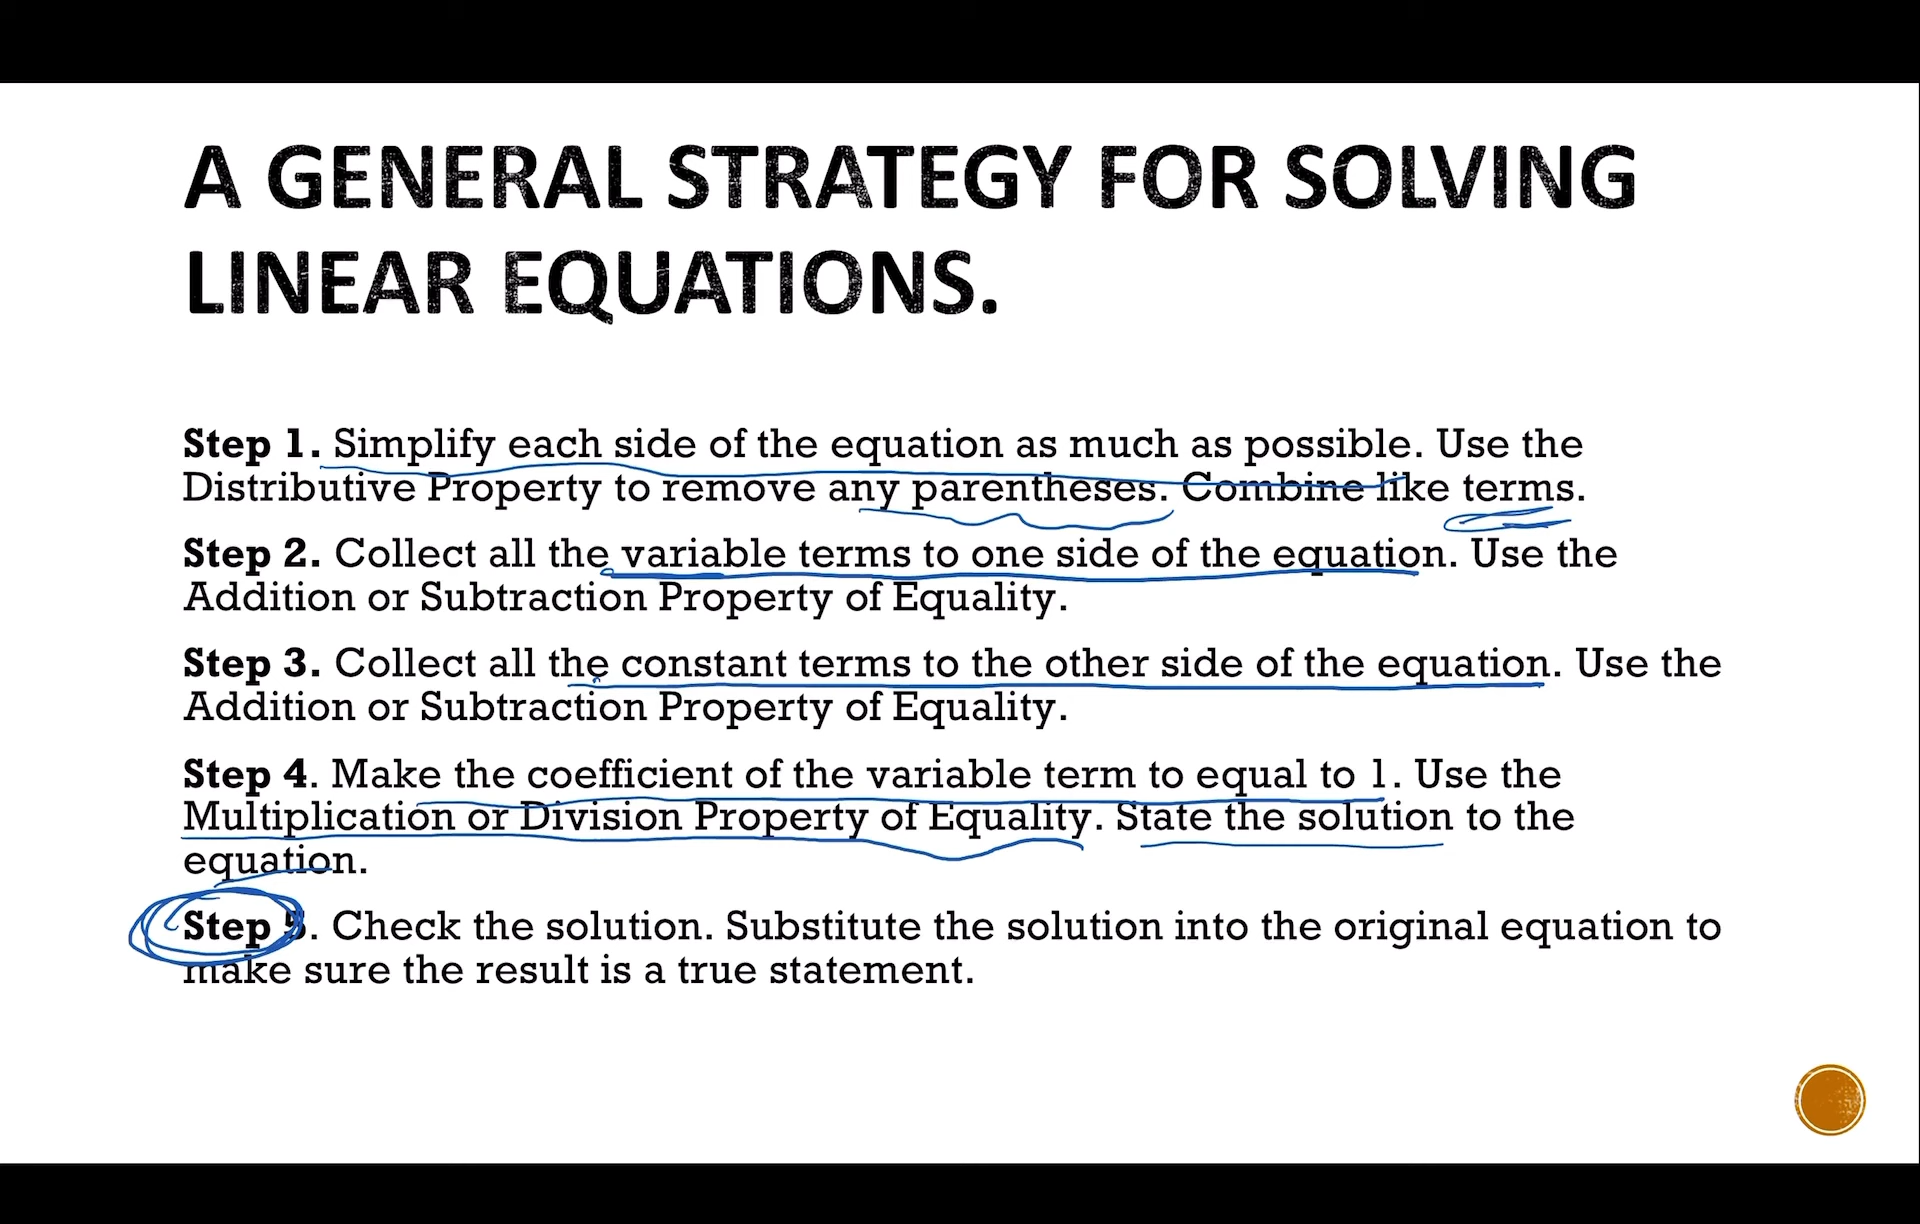 A GENERAL STRATEGY FOR SOLVING
LINEAR EQUATIONS.
Step 1. Simplify each side of the equation as much as possible. Use the
Distributive Property to remove any parentheses. Combine like terms.
Step 2. Collect all the variable terms to one side of the equation. Use the
Addition or Subtraction Property of Equality.
Step 3. Collect all the constant terms to the other side of the equation. Use the
Addition or Subtraction Property of Equality.
Step 4. Make the coefficient of the variable term to equal to 1. Use the
Multiplication or Division Property of Equality. State the solution to the
equation.
Step 5. Check the solution. Substitute the solution into the original equation to
make sure the result is a true statement.